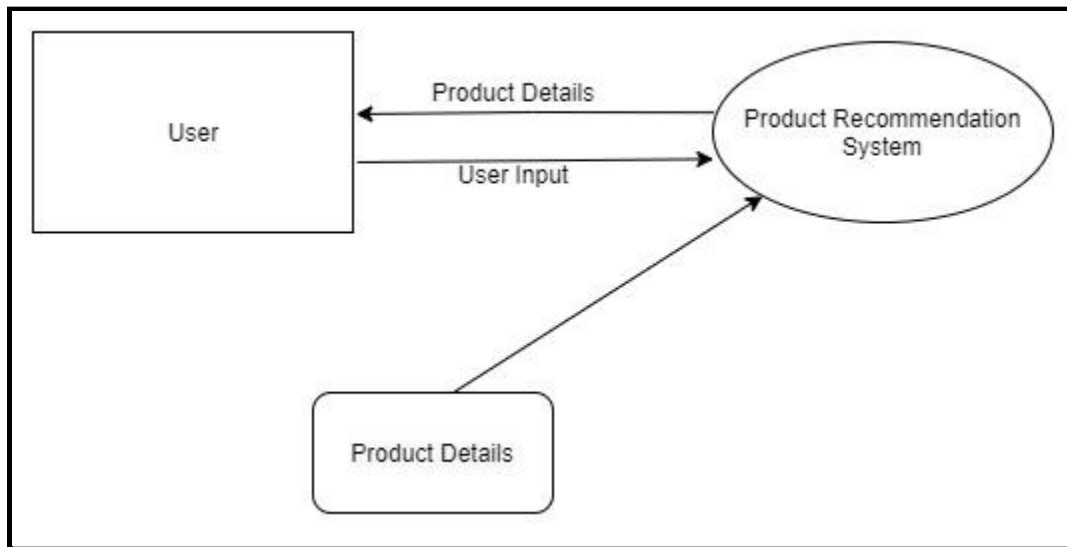 Product Details
User
Product Recommendation
System
User Input
Product Details